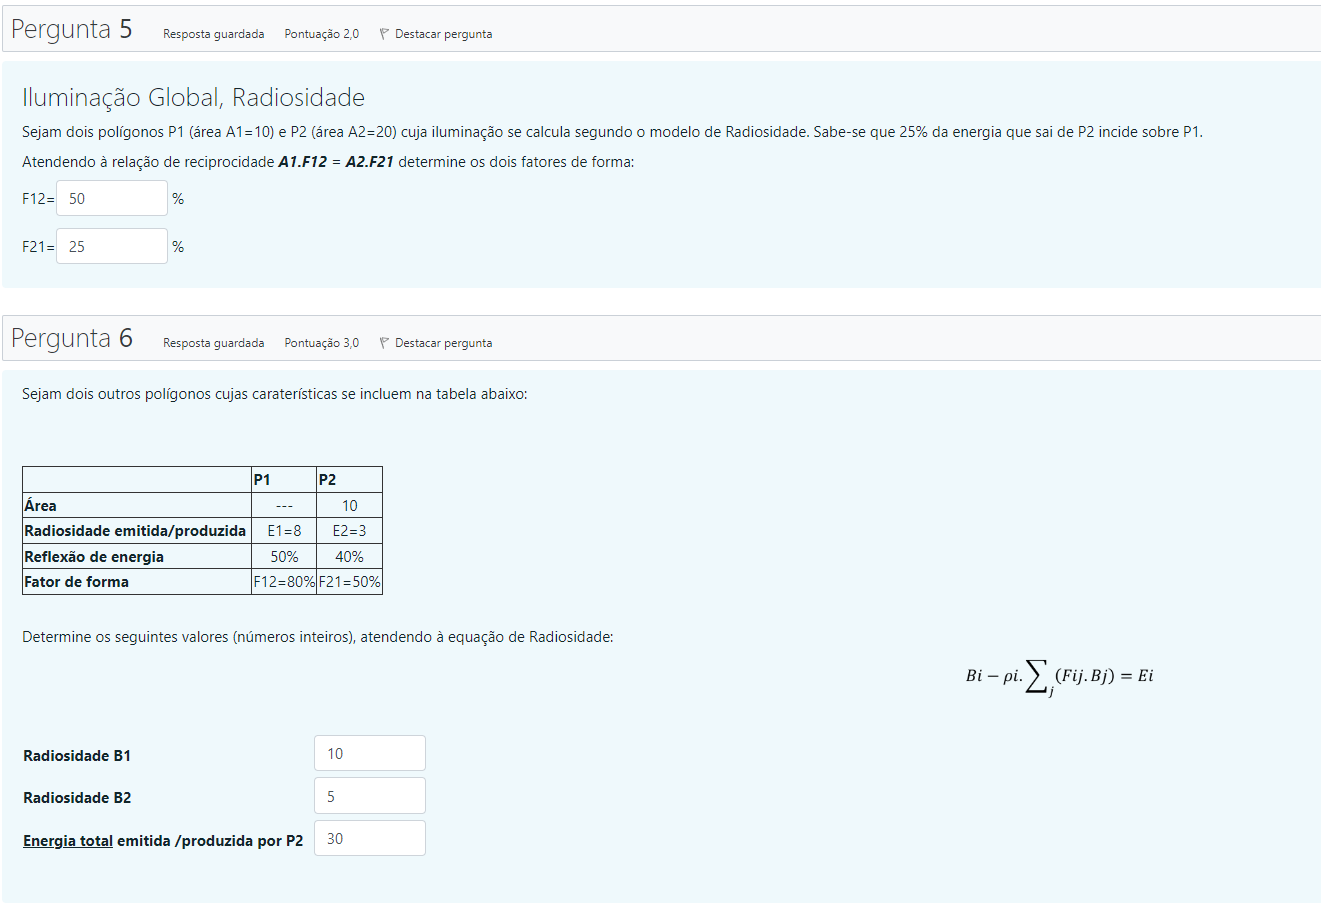 Pergunta 5 Resposta guardada Pontuação 2,0 Destacar pergunta
Iluminação Global, Radiosidade
Sejam dois polígonos P1 (área A1=10) e P2 (área A2=20) cuja iluminação se calcula segundo o modelo de Radiosidade. Sabe-se que 25% da energia que sai de P2 incide sobre P1.
Atendendo à relação de reciprocidade A1.F12 = A2.F21 determine os dois fatores de forma:
F12= 50 %
F21= 25 %
Pergunta 6 Resposta guardada Pontuação 3,0 Destacar pergunta
Sejam dois outros polígonos cujas caraterísticas se incluem na tabela abaixo:
P1 P2
Área --- 10
Radiosidade emitida/produzida E1=8 E2=3
Reflexão de energia 50% 40%
Fator de forma F12=80% F21=50%
Determine os seguintes valores (números inteiros), atendendo à equação de Radiosidade:
Bi − ρi. ∑j (Fij. Bj) = Ei
Radiosidade B1 10
Radiosidade B2 5
Energia total emitida /produzida por P2 30